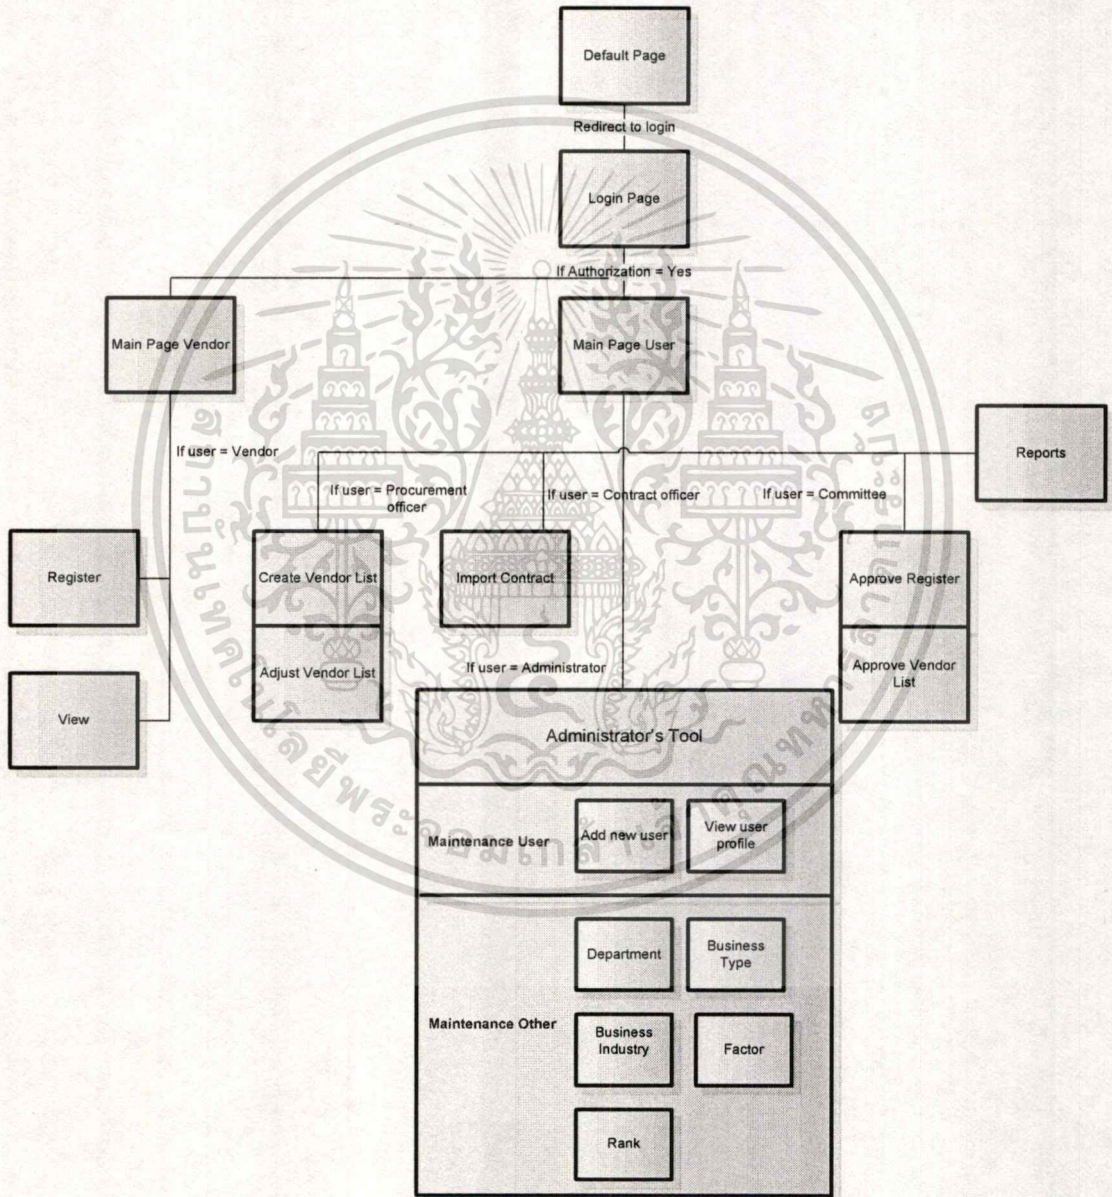 Default Page
Redirect to login
Login Page
If Authorization = Yes
Main Page Vendor
Main Page User
If user = Vendor
Reports
If user = Procurement
officer
If user = Contract officer
If user = Committee
Register
Create Vendor List
Import Contract
Approve Register
View
Adjust Vendor List
If user = Administrator
Approve Vendor
List
Administrator's Tool
Maintenance User
Add new user
View user
profile
Maintenance Other
Department
Business
Type
Business
Industry
Factor
Rank